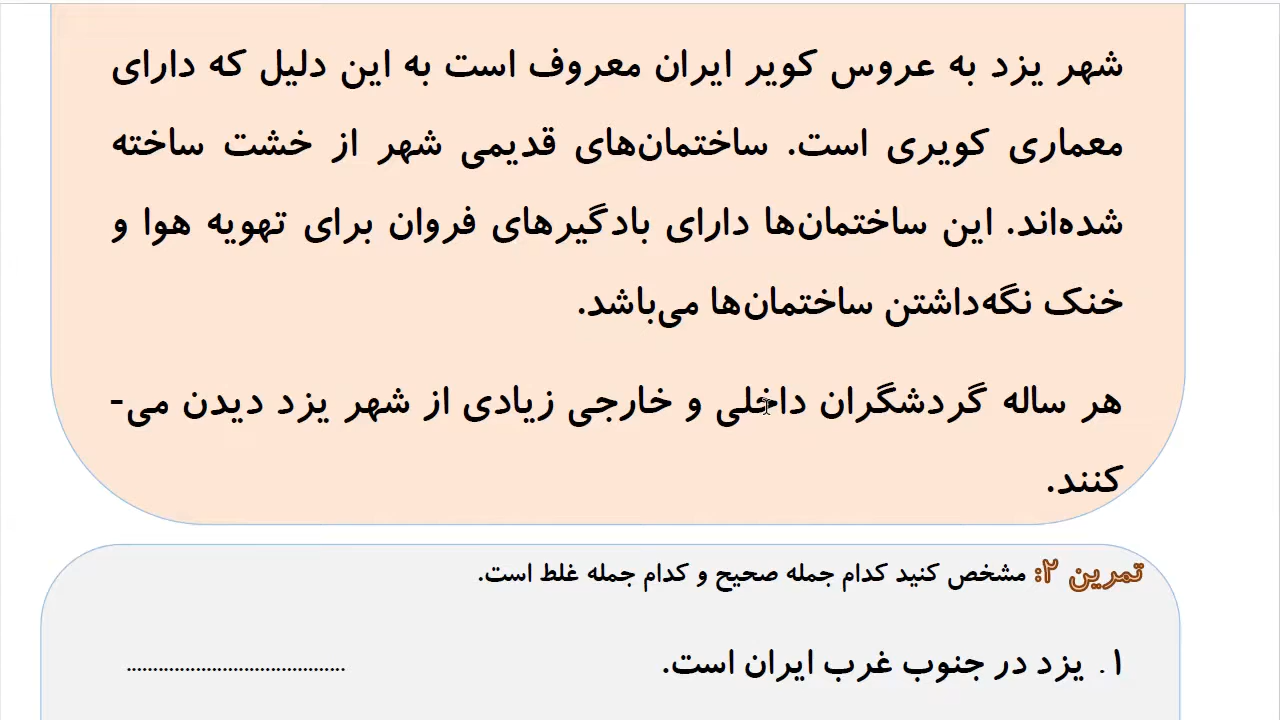 شهر یزد به عروس کویر ایران معروف است به این دلیل که دارای
معماری کویری است. ساختمان‌های قدیمی شهر از خشت ساخته
شده‌اند. این ساختمان‌ها دارای بادگیرهای فروان برای تهویه هوا و
خنک نگه‌داشتن ساختمان‌ها می‌باشد.
هر ساله گردشگران داخلی و خارجی زیادی از شهر یزد دیدن می-
کنند.
تمرین ۲: مشخص کنید کدام جمله صحیح و کدام جمله غلط است.
۱. یزد در جنوب غرب ایران است. ........................................